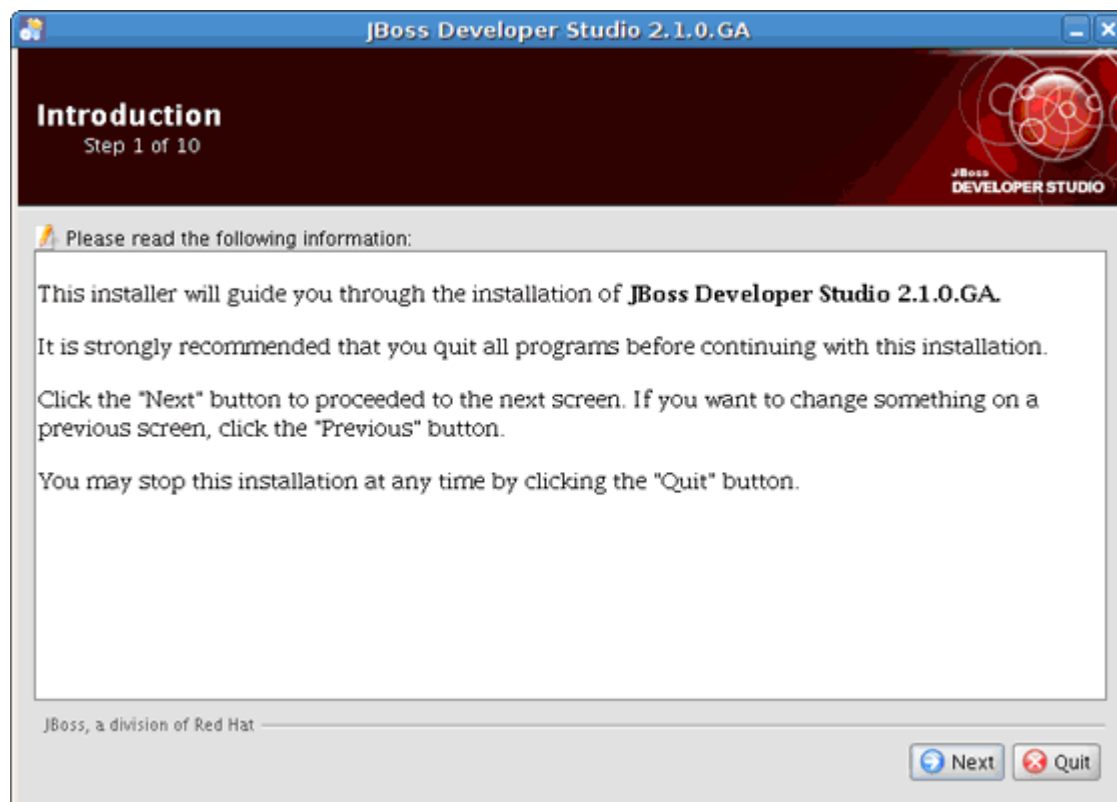 JBoss Developer Studio 2.1.0.GA
Introduction
Step 1 of 10
JBoss
DEVELOPER STUDIO
Please read the following information:
This installer will guide you through the installation of JBoss Developer Studio 2.1.0.GA.
It is strongly recommended that you quit all programs before continuing with this installation.
Click the "Next" button to proceeded to the next screen. If you want to change something on a
previous screen, click the "Previous" button.
You may stop this installation at any time by clicking the "Quit" button.
JBoss, a division of Red Hat
Next
Quit